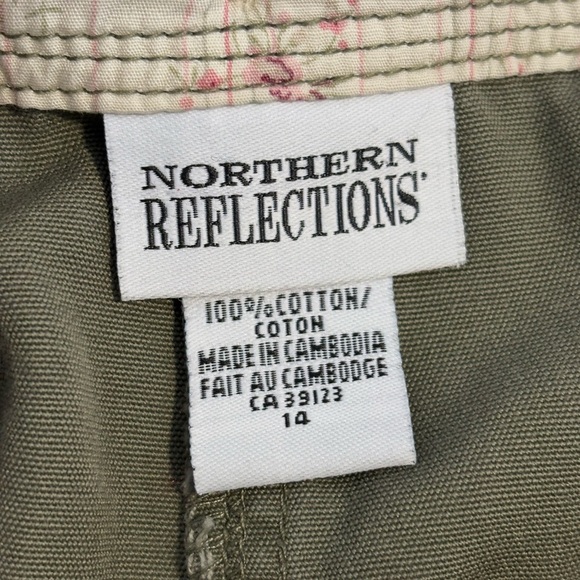 NORTHERN
REFLECTIONS
100%COTTON/
COTON
MADE IN CAMBODIA
FAIT AU CAMBODGE
CA 39123
14